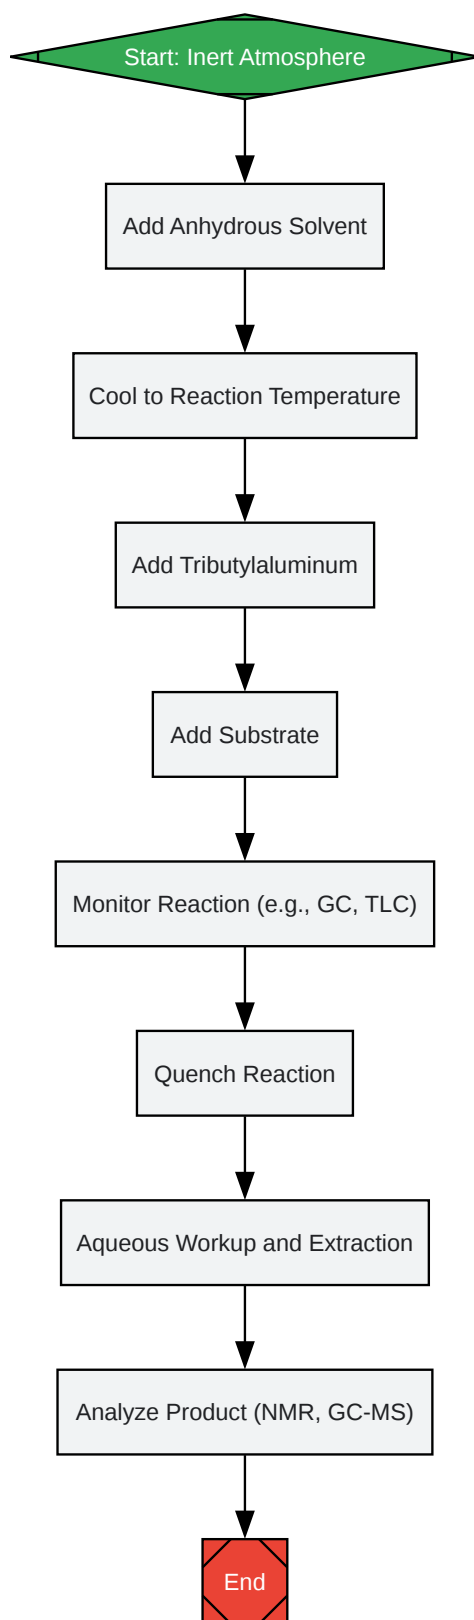 Start: Inert Atmosphere
Add Anhydrous Solvent
Cool to Reaction Temperature
Add Tributylaluminum
Add Substrate
Monitor Reaction (e.g., GC, TLC)
Quench Reaction
Aqueous Workup and Extraction
Analyze Product (NMR, GC-MS)
End